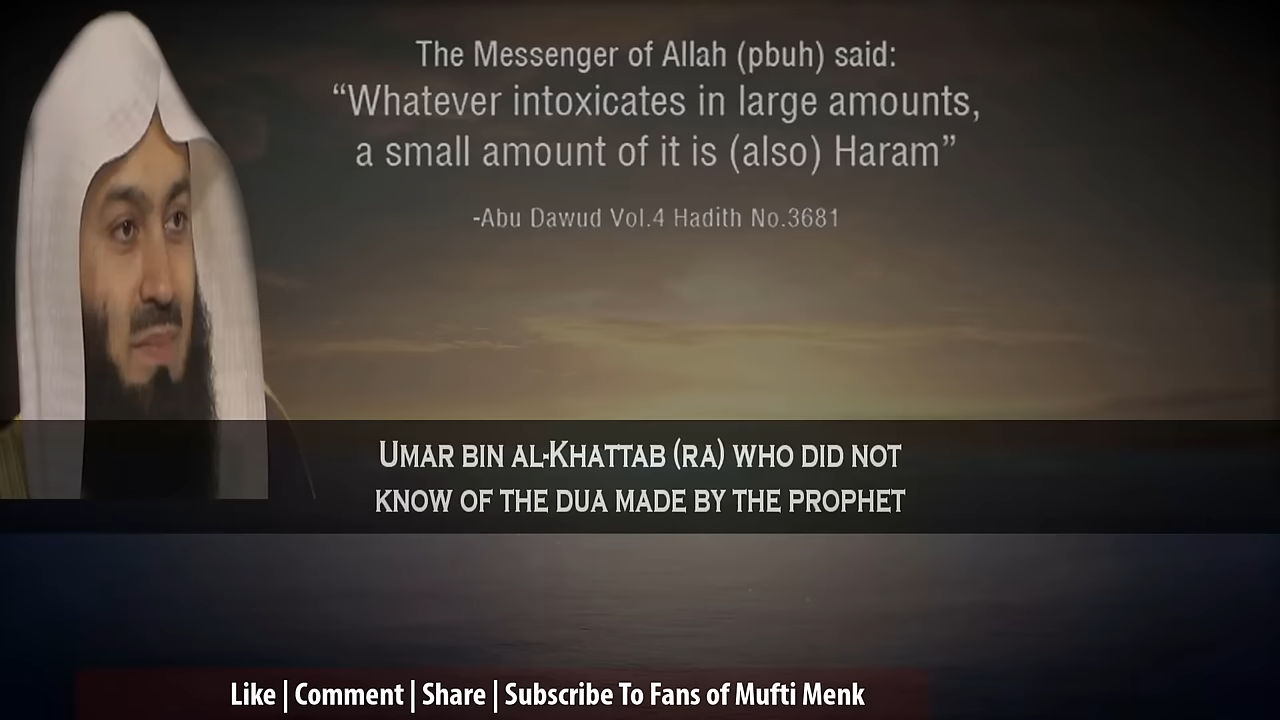 The Messenger of Allah (pbuh) said:
“Whatever intoxicates in large amounts,
a small amount of it is (also) Haram”
-Abu Dawud Vol.4 Hadith No.3681
UMAR BIN AL-KHATTAB (RA) WHO DID NOT
KNOW OF THE DUA MADE BY THE PROPHET
Like | Comment | Share | Subscribe To Fans of Mufti Menk